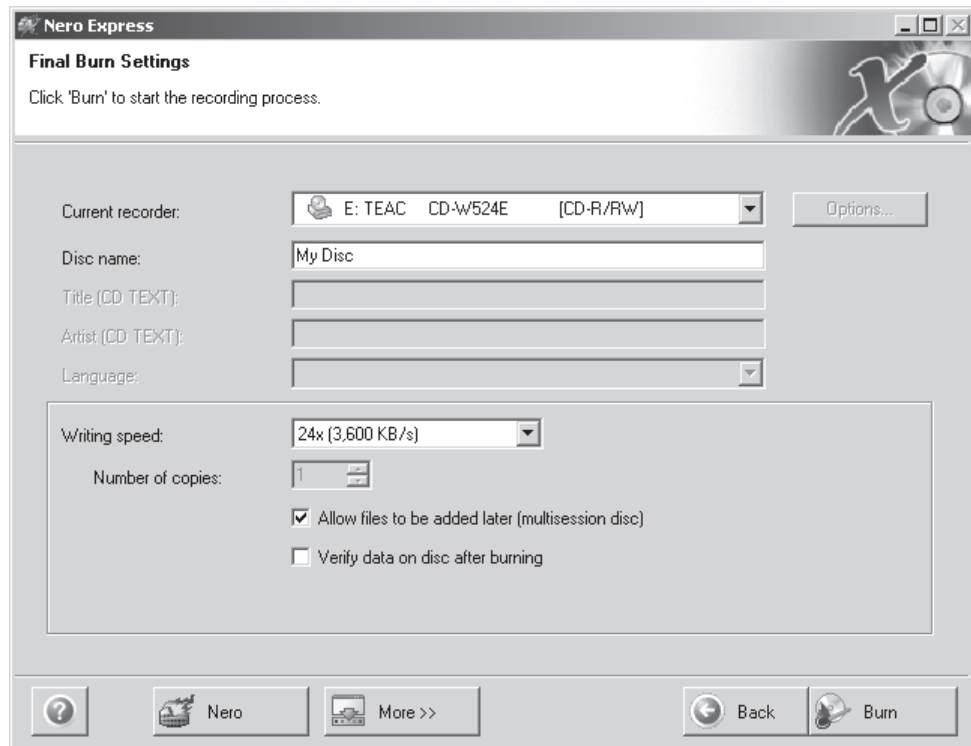 Nero Express
Final Burn Settings
Click 'Burn' to start the recording process.
Current recorder: E: TEAC CD-W524E [CD-R/RW] Options...
Disc name: My Disc
Title (CD TEXT):
Artist (CD TEXT):
Language:
Writing speed: 24x (3,600 KB/s)
Number of copies: 1
Allow files to be added later (multisession disc)
Verify data on disc after burning
? Nero More >> Back Burn